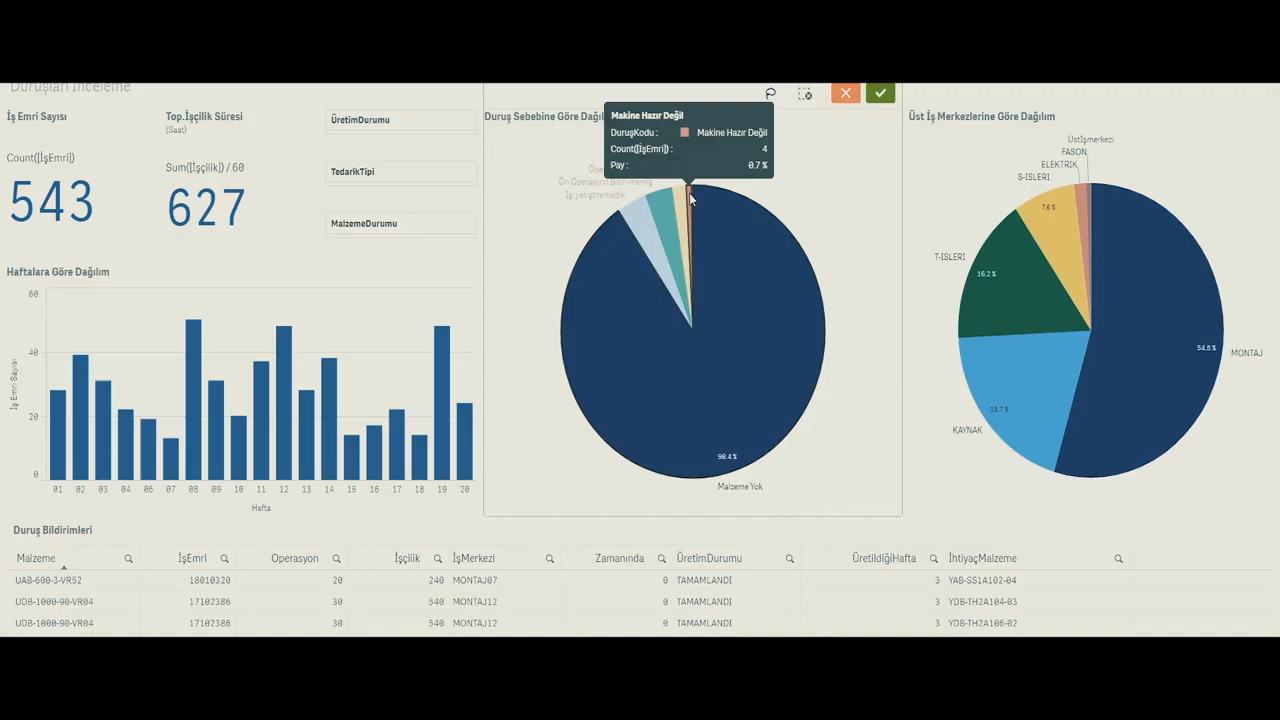 Duruşları İnceleme
İş Emri Sayısı
Count([İşEmri])
543
Top.İşçilik Süresi
(Saat)
Sum([İşçilik]) / 60
627
ÜretimDurumu
TedarikTipi
MalzemeDurumu
Haftalara Göre Dağılım
60
40
20
0
İş Emri Sayısı
01 02 03 04 06 07 08 09 10 11 12 13 14 15 16 17 18 19 20
Hafta
Duruş Sebebine Göre Dağıl
Makine Hazır Değil
DuruşKodu : Makine Hazır Değil
Count([İşEmri]) : 4
Pay : 0.7 %
Ön Operasyon Bitirilmemiş
İşi yetiştiremedik
90.4 %
Malzeme Yok
Üst İş Merkezlerine Göre Dağılım
Üstİşmerkezi
FASON
ELEKTRIK
S-ISLERI
7.6 %
T-ISLERI
16.2 %
54.5 %
MONTAJ
19.7 %
KAYNAK
Duruş Bildirimleri
Malzeme İşEmri Operasyon İşçilik İşMerkezi Zamanında ÜretimDurumu ÜretildiğiHafta İhtiyaçMalzeme
UAB-600-3-VR52 18010320 20 240 MONTAJ07 0 TAMAMLANDI 3 YAB-SS1A102-04
UDB-1000-90-VR04 17102386 30 540 MONTAJ12 0 TAMAMLANDI 3 YDB-TH2A104-03
UDB-1000-90-VR04 17102386 30 540 MONTAJ12 0 TAMAMLANDI 3 YDB-TH2A106-02